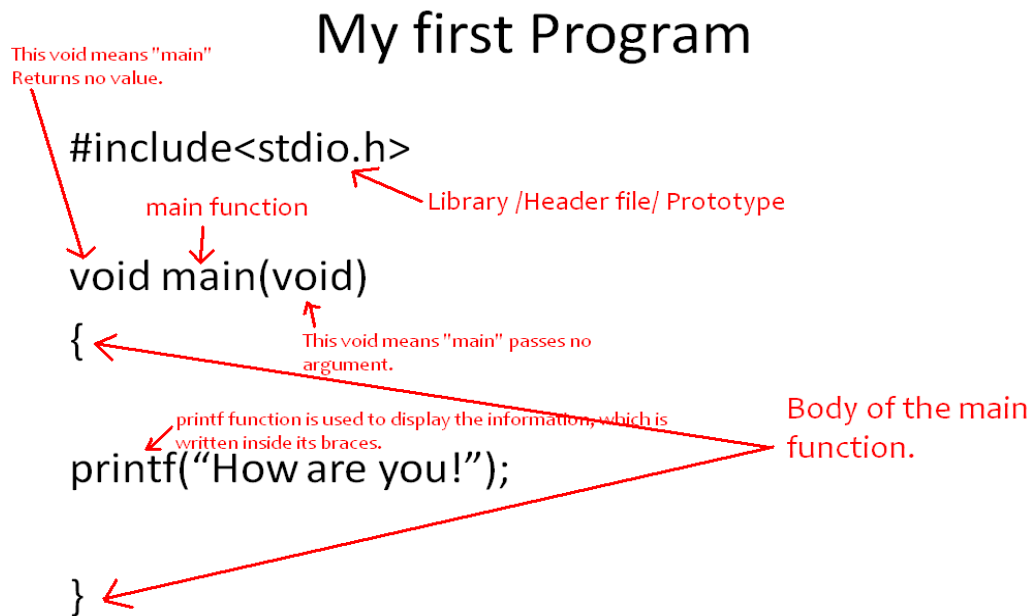 My first Program
This void means "main"
Returns no value.
#include<stdio.h>
Library /Header file/ Prototype
main function
void main(void)
{
This void means "main" passes no
argument.
printf function is used to display the information, which is
written inside its braces.
Body of the main
function.
printf(“How are you!”);
}